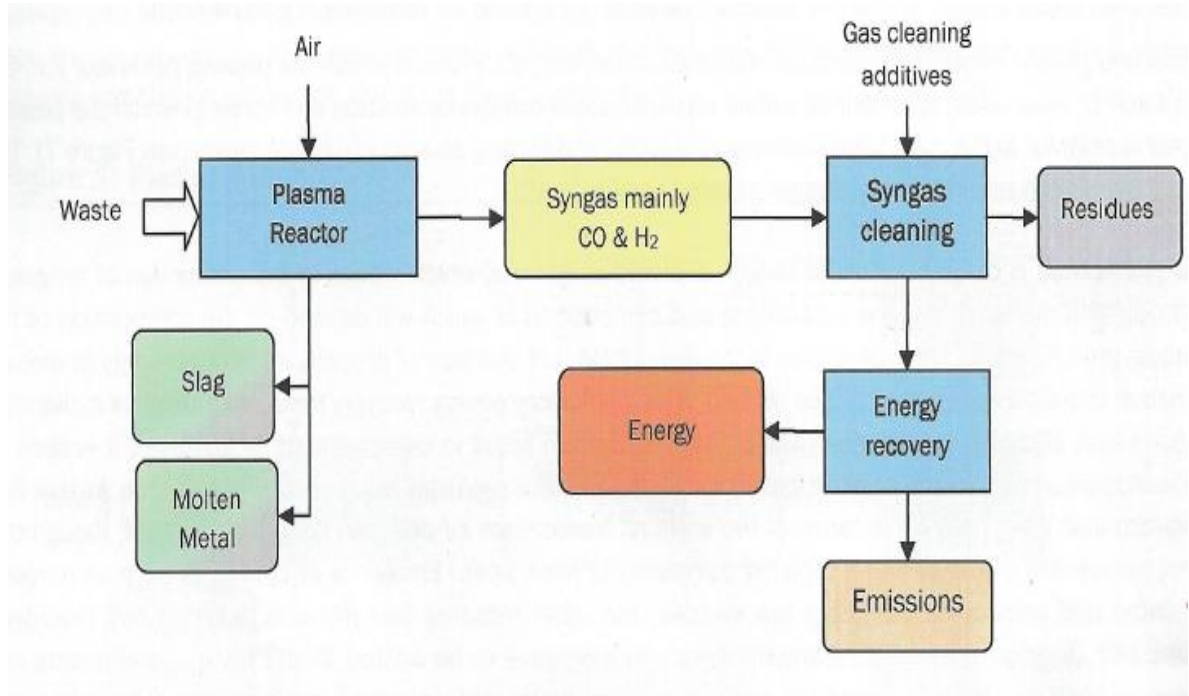 Air
Gas cleaning
additives
Waste
Plasma
Reactor
Syngas mainly
CO & H₂
Syngas
cleaning
Residues
Slag
Molten
Metal
Energy
Energy
recovery
Emissions